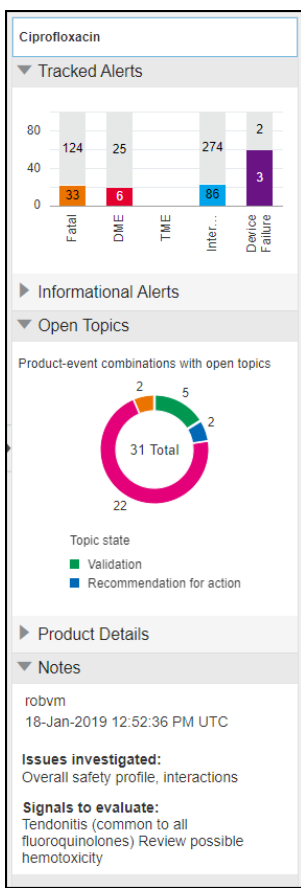 Ciprofloxacin
Tracked Alerts
80
40
0
124
33
25
6
274
86
2
3
Fatal
DME
TME
Inter...
Device
Failure
Informational Alerts
Open Topics
Product-event combinations with open topics
2
5
2
31 Total
22
Topic state
Validation
Recommendation for action
Product Details
Notes
robvm
18-Jan-2019 12:52:36 PM UTC
Issues investigated:
Overall safety profile, interactions
Signals to evaluate:
Tendonitis (common to all
fluoroquinolones) Review possible
hemotoxicity